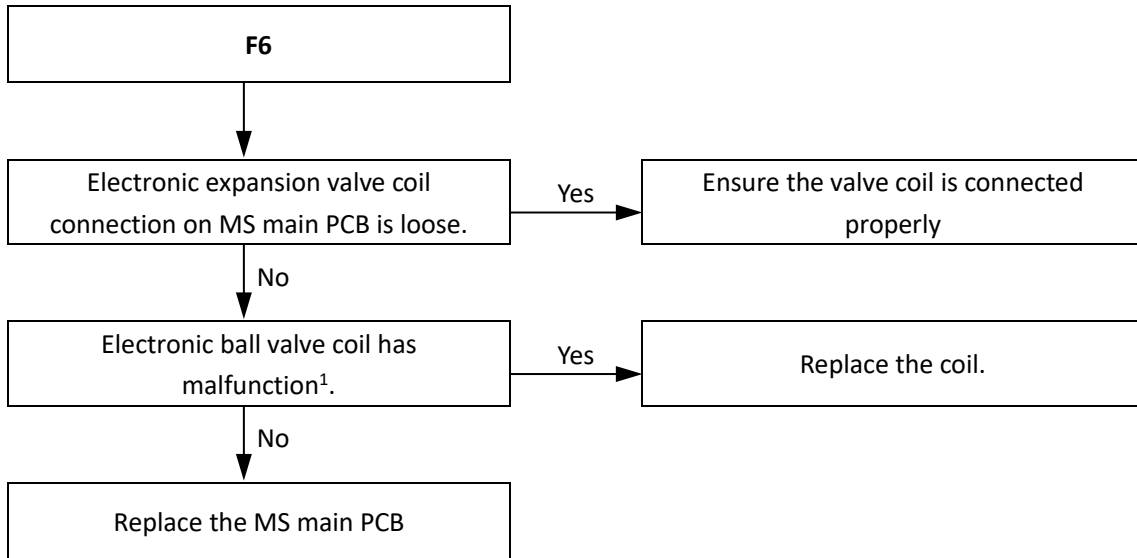 F6
Electronic expansion valve coil
connection on MS main PCB is loose.
Yes
Ensure the valve coil is connected
properly
No
Electronic ball valve coil has
malfunction¹.
Yes
Replace the coil.
No
Replace the MS main PCB